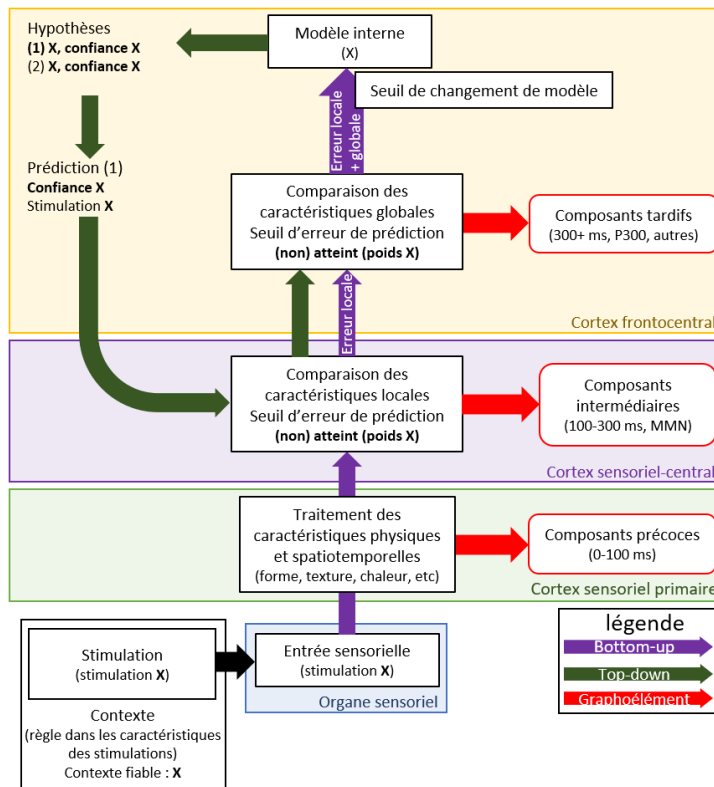 Hypothèses
(1) X, confiance X
(2) X, confiance X
Modèle interne
(X)
Seuil de changement de modèle
Erreur locale
+ globale
Prédiction (1)
Confiance X
Stimulation X
Comparaison des
caractéristiques globales
Seuil d'erreur de prédiction
(non) atteint (poids X)
Composants tardifs
(300+ ms, P300, autres)
Erreur locale
Cortex frontocentral
Comparaison des
caractéristiques locales
Seuil d'erreur de prédiction
(non) atteint (poids X)
Composants
intermédiaires
(100-300 ms, MMN)
Cortex sensoriel-central
Traitement des
caractéristiques physiques
et spatiotemporelles
(forme, texture, chaleur, etc)
Composants précoces
(0-100 ms)
Cortex sensoriel primaire
Stimulation
(stimulation X)
Contexte
(règle dans les caractéristiques
des stimulations)
Contexte fiable : X
Entrée sensorielle
(stimulation X)
Organe sensoriel
légende
Bottom-up
Top-down
Graphoélément